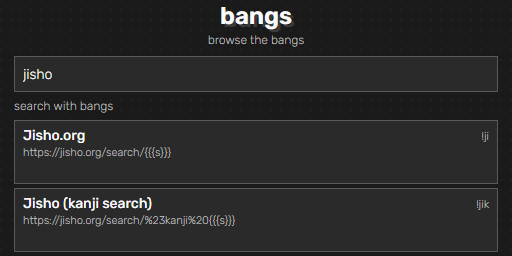 bangs
browse the bangs
jisho
search with bangs
Jisho.org
!ji
https://jisho.org/search/{{{s}}}
Jisho (kanji search)
!jik
https://jisho.org/search/%23kanji%20{{{s}}}